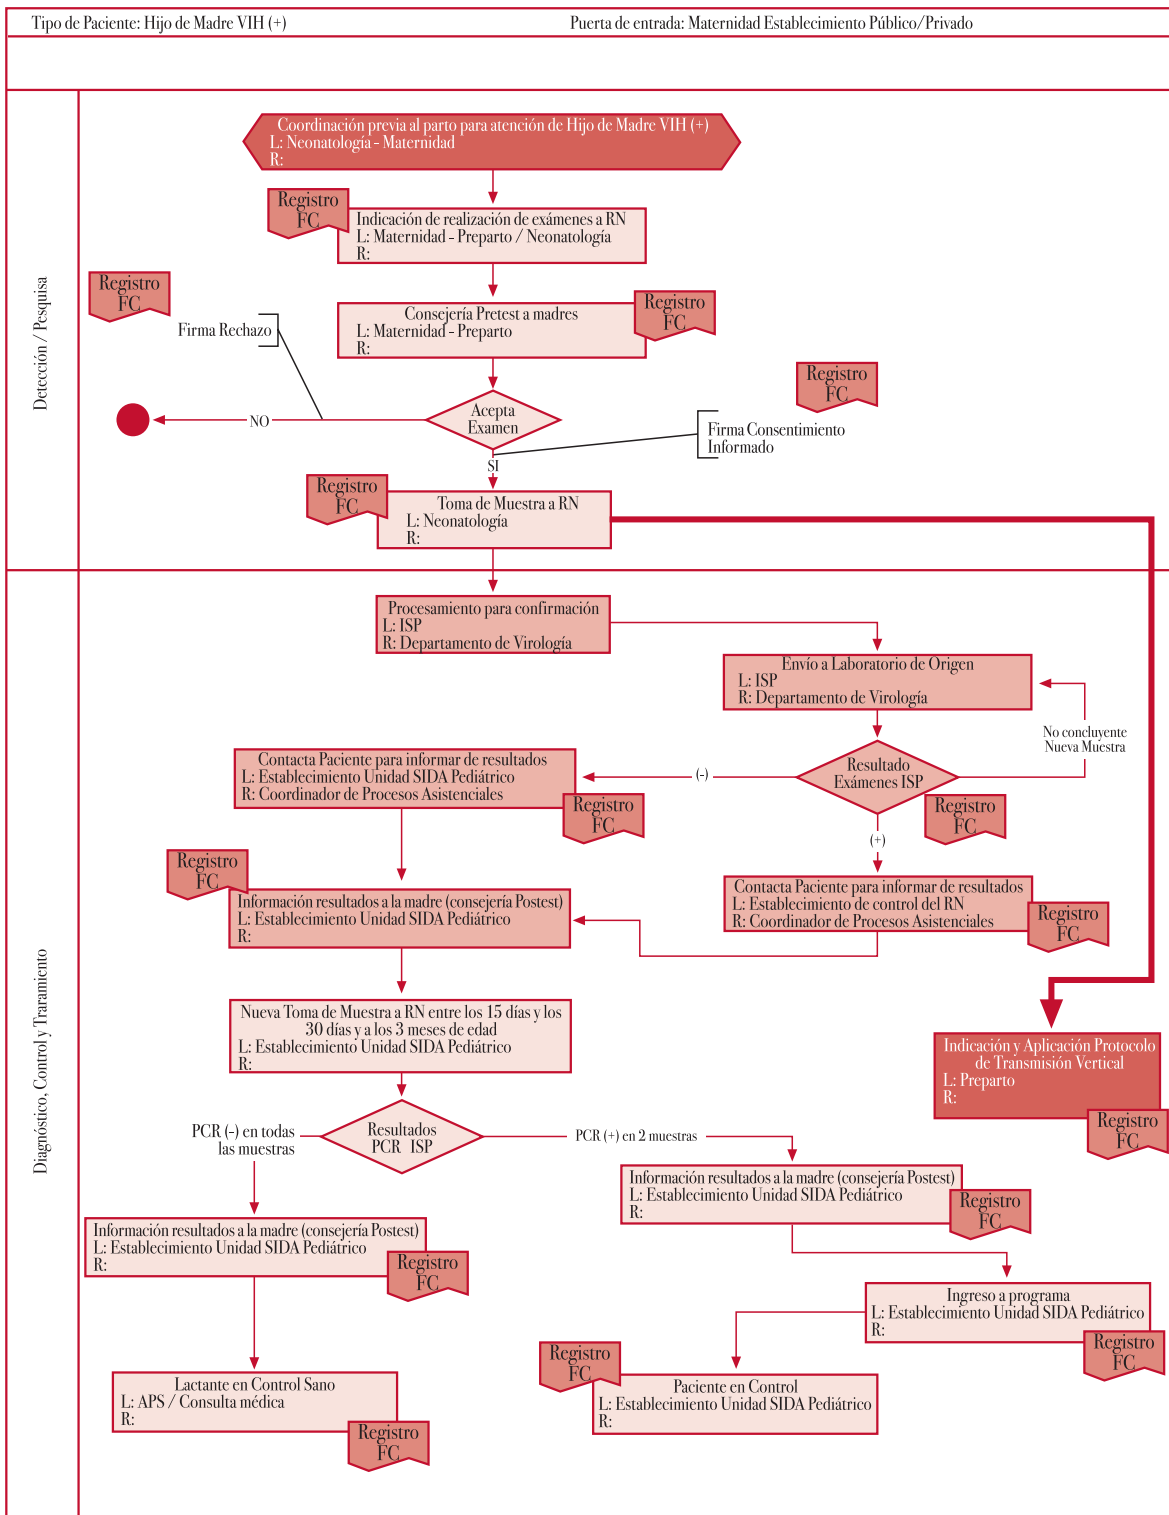 Tipo de Paciente: Hijo de Madre VIH (+)
Puerta de entrada: Maternidad Establecimiento Público/Privado
Detección / Pesquisa
Coordinación previa al parto para atención de Hijo de Madre VIH (+)
L: Neonatología - Maternidad
R:
Registro
FC
Indicación de realización de exámenes a RN
L: Maternidad - Preparto / Neonatología
R:
Registro
FC
Consejería Pretest a madres
L: Maternidad - Preparto
R:
Registro
FC
Firma Rechazo
Registro
FC
NO
Acepta
Examen
Firma Consentimiento
Informado
SI
Registro
FC
Toma de Muestra a RN
L: Neonatología
R:
Diagnóstico, Control y Traramiento
Procesamiento para confirmación
L: ISP
R: Departamento de Virología
Envío a Laboratorio de Origen
L: ISP
R: Departamento de Virología
No concluyente
Nueva Muestra
Contacta Paciente para informar de resultados
L: Establecimiento Unidad SIDA Pediátrico
R: Coordinador de Procesos Asistenciales
Registro
FC
(-)
Resultado
Exámenes ISP
Registro
FC
(+)
Registro
FC
Información resultados a la madre (consejería Postest)
L: Establecimiento Unidad SIDA Pediátrico
R:
Contacta Paciente para informar de resultados
L: Establecimiento de control del RN
R: Coordinador de Procesos Asistenciales
Registro
FC
Nueva Toma de Muestra a RN entre los 15 días y los
30 días y a los 3 meses de edad
L: Establecimiento Unidad SIDA Pediátrico
R:
Indicación y Aplicación Protocolo
de Transmisión Vertical
L: Preparto
R:
Registro
FC
PCR (-) en todas
las muestras
Resultados
PCR ISP
PCR (+) en 2 muestras
Información resultados a la madre (consejería Postest)
L: Establecimiento Unidad SIDA Pediátrico
R:
Registro
FC
Información resultados a la madre (consejería Postest)
L: Establecimiento Unidad SIDA Pediátrico
R:
Registro
FC
Ingreso a programa
L: Establecimiento Unidad SIDA Pediátrico
R:
Registro
FC
Registro
FC
Paciente en Control
L: Establecimiento Unidad SIDA Pediátrico
R:
Lactante en Control Sano
L: APS / Consulta médica
R:
Registro
FC